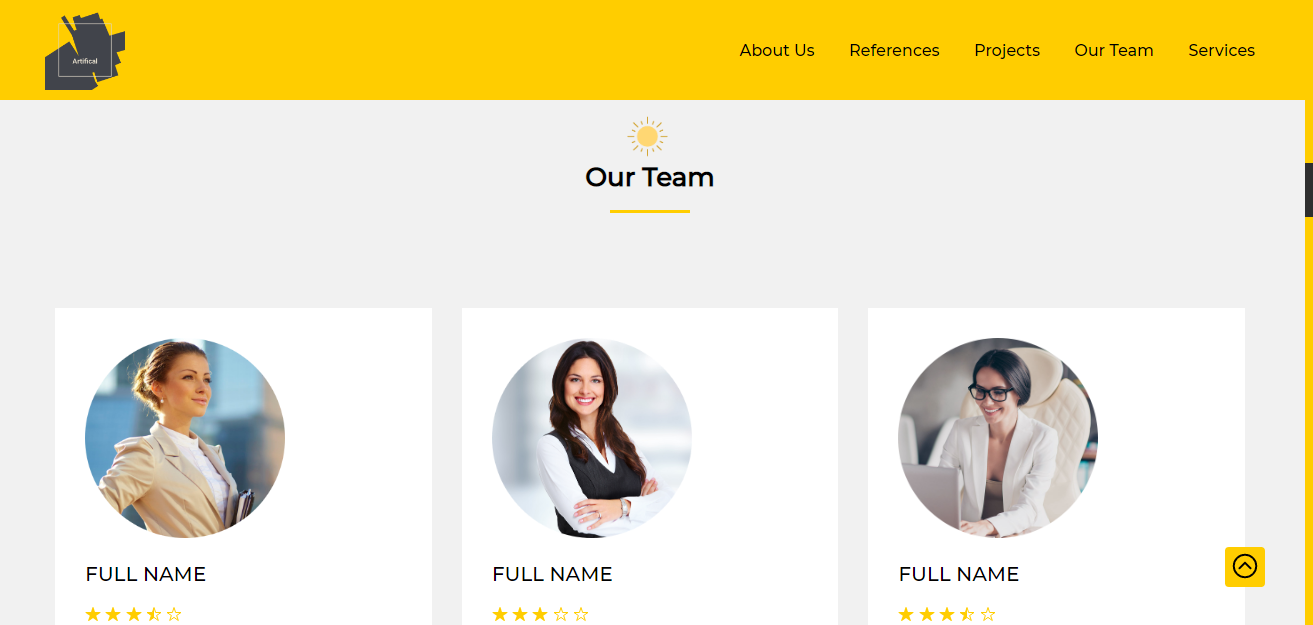 Artifical
About Us References Projects Our Team Services
Our Team
FULL NAME FULL NAME FULL NAME